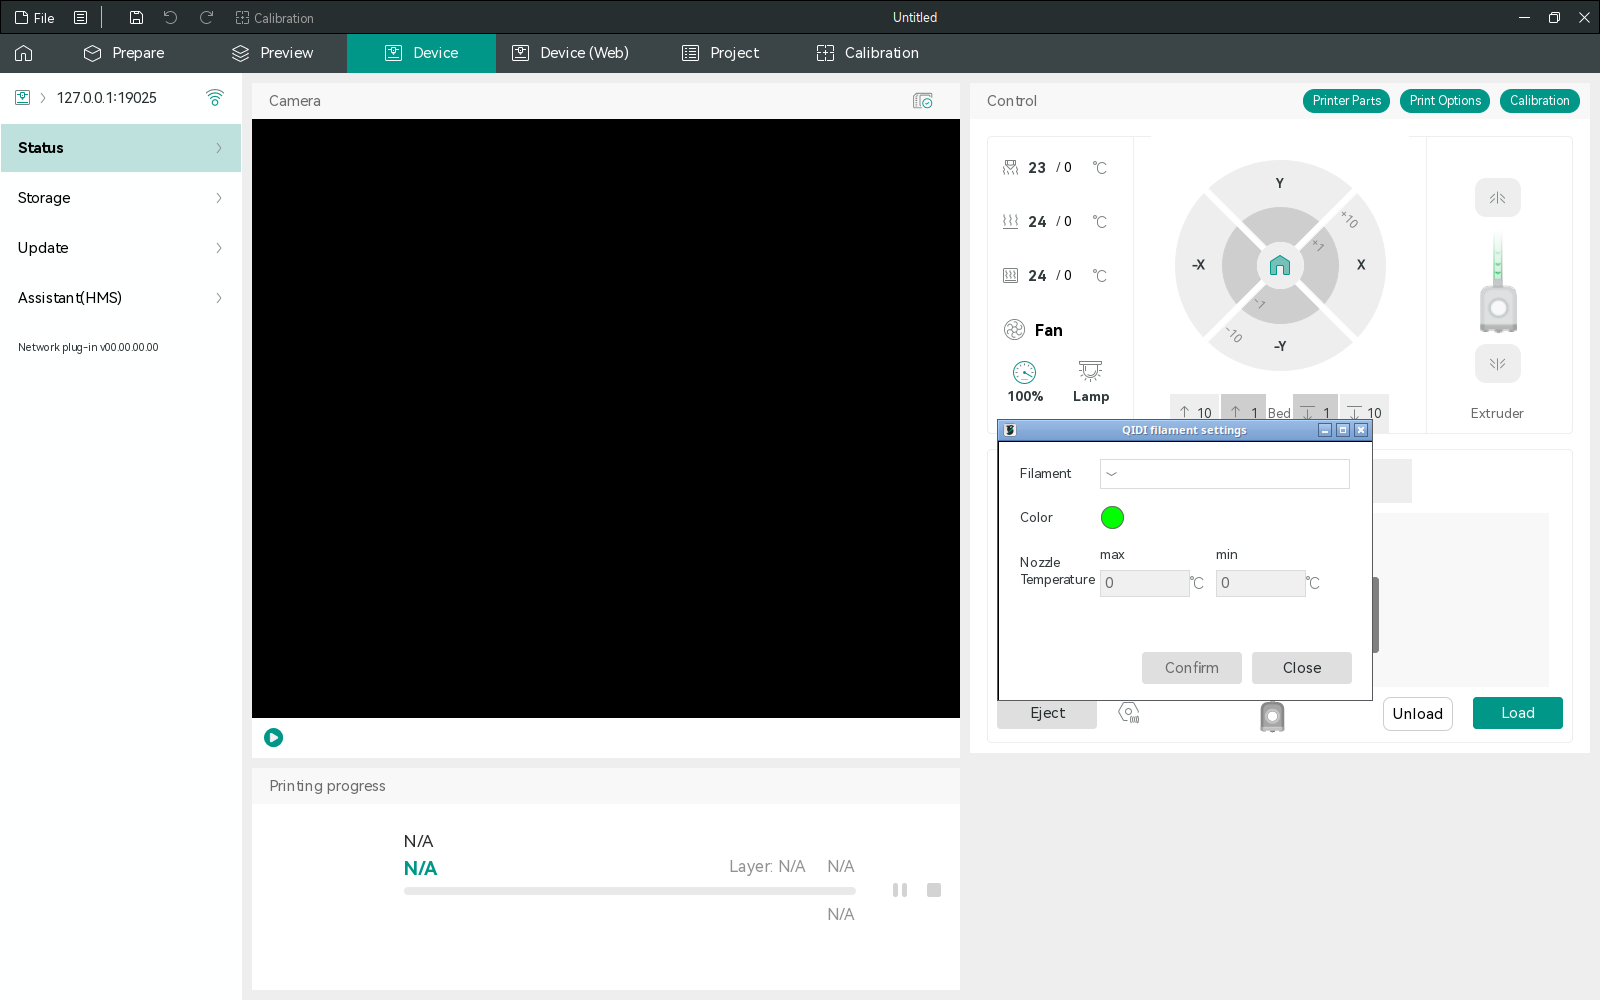 File
Calibration
Untitled
Prepare
Preview
Device
Device (Web)
Project
Calibration
127.0.0.1:19025
Status
Storage
Update
Assistant(HMS)
Network plug-in v00.00.00.00
Camera
Control
Printer Parts
Print Options
Calibration
23 / 0 °C
24 / 0 °C
24 / 0 °C
Fan
100%
Lamp
Y
+10
+1
-X
X
-1
-10
-Y
10
1
Bed
1
10
Extruder
QIDI filament settings
Filament
Color
Nozzle
Temperature
max
min
0 °C
0 °C
Confirm
Close
Eject
Unload
Load
Printing progress
N/A
N/A
Layer: N/A
N/A
N/A